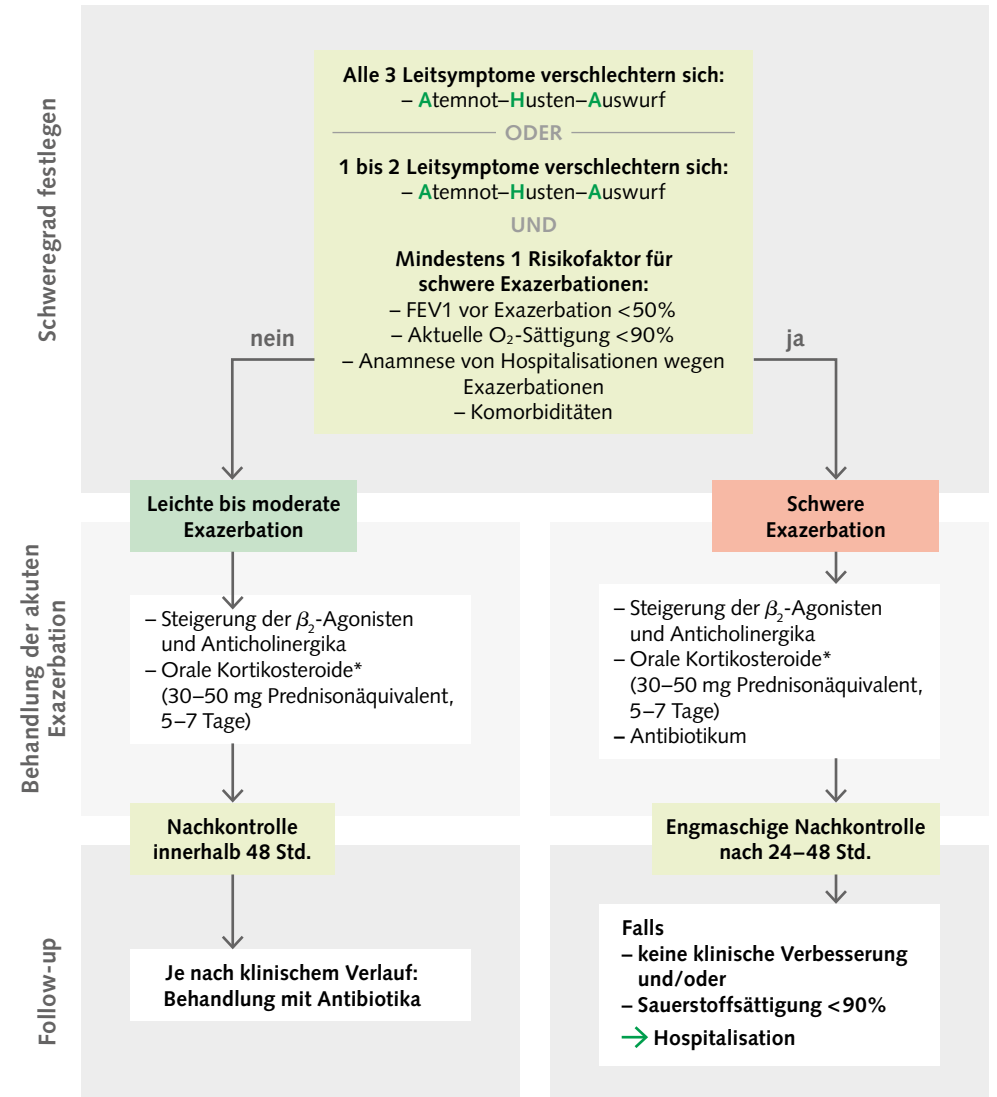 Schweregrad festlegen
Alle 3 Leitsymptome verschlechtern sich:
– Atemnot–Husten–Auswurf
ODER
1 bis 2 Leitsymptome verschlechtern sich:
– Atemnot–Husten–Auswurf
UND
Mindestens 1 Risikofaktor für
schwere Exazerbationen:
– FEV1 vor Exazerbation <50%
– Aktuelle O₂-Sättigung <90%
– Anamnese von Hospitalisationen wegen
Exazerbationen
– Komorbiditäten
nein
ja
Leichte bis moderate
Exazerbation
Schwere
Exazerbation
Behandlung der akuten
Exazerbation
– Steigerung der β₂-Agonisten
und Anticholinergika
– Orale Kortikosteroide*
(30–50 mg Prednisonäquivalent,
5–7 Tage)
– Steigerung der β₂-Agonisten
und Anticholinergika
– Orale Kortikosteroide*
(30–50 mg Prednisonäquivalent,
5–7 Tage)
– Antibiotikum
Nachkontrolle
innerhalb 48 Std.
Engmaschige Nachkontrolle
nach 24–48 Std.
Follow-up
Je nach klinischem Verlauf:
Behandlung mit Antibiotika
Falls
– keine klinische Verbesserung
und/oder
– Sauerstoffsättigung <90%
→ Hospitalisation